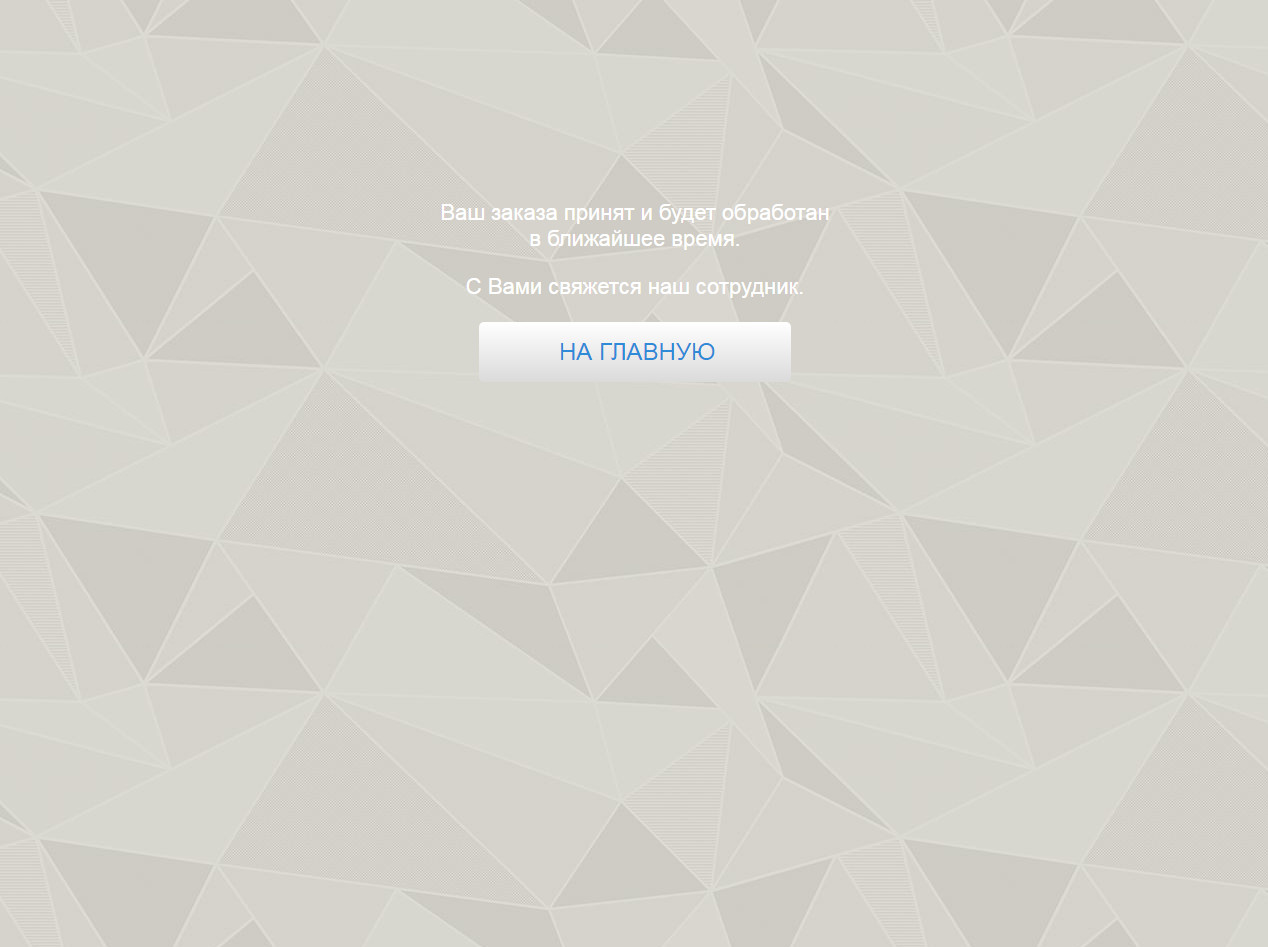 Ваш заказа принят и будет обработан
в ближайшее время.
С Вами свяжется наш сотрудник.
НА ГЛАВНУЮ